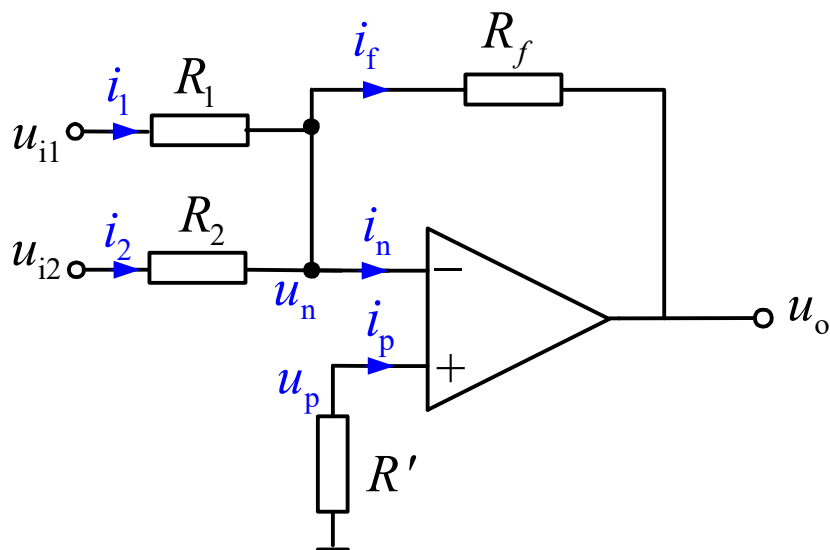 i_f R_f
i_1 R_1
u_i1
i_2 R_2
u_i2
i_n −
u_n
i_p
u_o
u_p +
R′